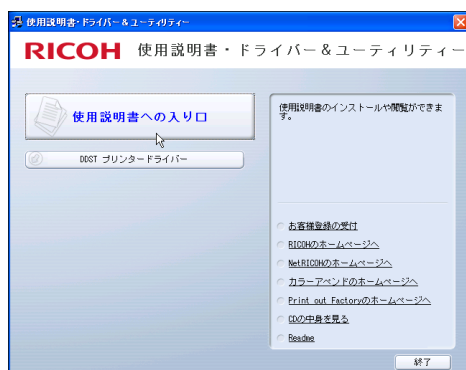 使用説明書・ドライバー＆ユーティリティー
RICOH 使用説明書・ドライバー＆ユーティリティー
使用説明書への入り口
DDST プリンタードライバー
使用説明書のインストールや閲覧ができま
す。
お客様登録の受付
RICOHのホームページへ
NetRICOHのホームページへ
カラーアベンドのホームページへ
Print out Factoryのホームページへ
CDの中身を見る
Readme
終了